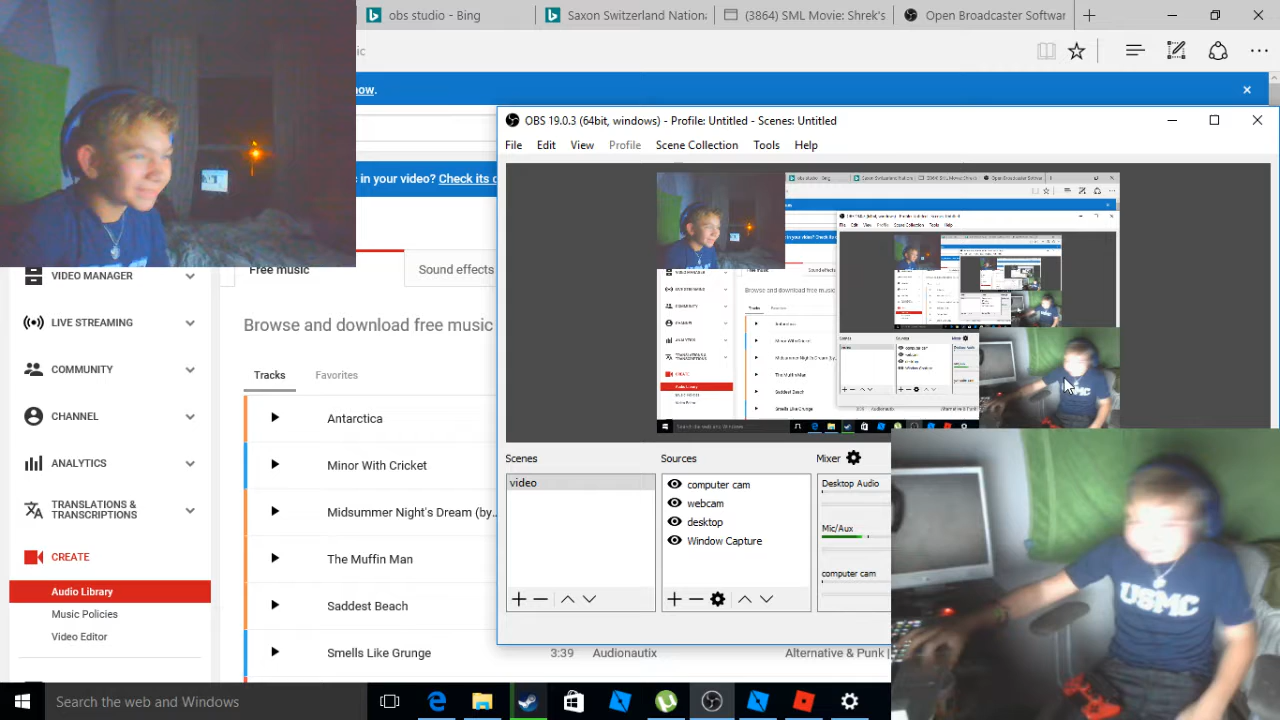 obs studio - Bing
Saxon Switzerland Nation
(3864) SML Movie: Shrek's
Open Broadcaster Softwar
now.
in your video? Check its c
OBS 19.0.3 (64bit, windows) - Profile: Untitled - Scenes: Untitled
File Edit View Profile Scene Collection Tools Help
VIDEO MANAGER
LIVE STREAMING
COMMUNITY
CHANNEL
ANALYTICS
TRANSLATIONS &
TRANSCRIPTIONS
CREATE
Audio Library
Music Policies
Video Editor
Free music
Sound effects
Browse and download free music
Tracks Favorites
Antarctica
Minor With Cricket
Midsummer Night's Dream (by...
The Muffin Man
Saddest Beach
Smells Like Grunge 3:39 Audionautix Alternative & Punk |
Scenes
video
Sources
computer cam
webcam
desktop
Window Capture
Mixer
Desktop Audio
Mic/Aux
computer cam
USMC
Search the web and Windows